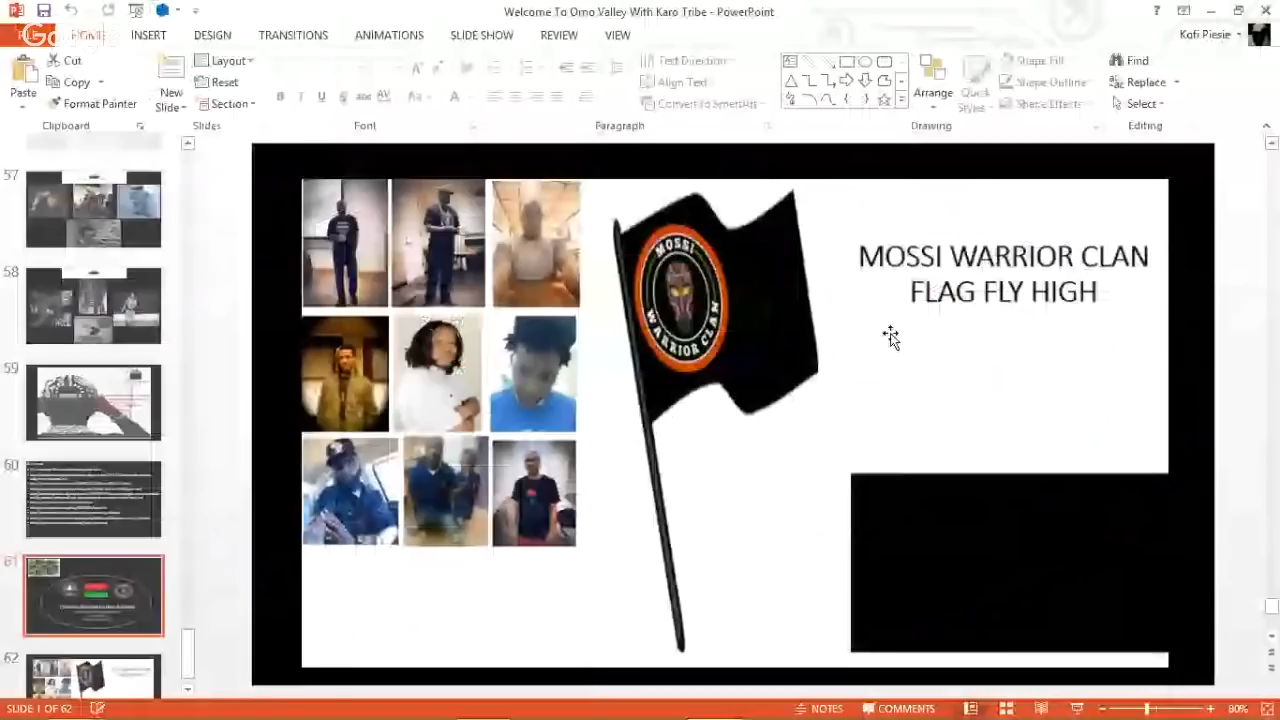 Welcome To Omo Valley With Karo Tribe - PowerPoint
HOME INSERT DESIGN TRANSITIONS ANIMATIONS SLIDE SHOW REVIEW VIEW
Kofi Piesie
Paste
Cut
Copy
Format Painter
Clipboard
New
Slide
Layout
Reset
Section
Slides
Font
Text Direction
Align Text
Convert to SmartArt
Paragraph
Arrange
Quick
Styles
Shape Fill
Shape Outline
Shape Effects
Drawing
Find
Replace
Select
Editing
57
58
59
60
61
62
MOSSI
WARRIOR CLAN
MOSSI WARRIOR CLAN
FLAG FLY HIGH
SLIDE 1 OF 62
NOTES
COMMENTS
80%